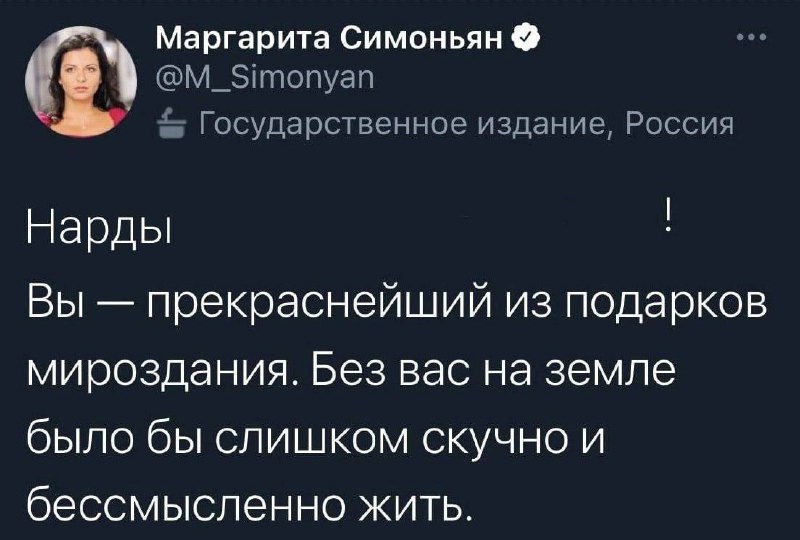 Маргарита Симоньян
@M_Simonyan
Государственное издание, Россия
Нарды !
Вы — прекраснейший из подарков
мироздания. Без вас на земле
было бы слишком скучно и
бессмысленно жить.